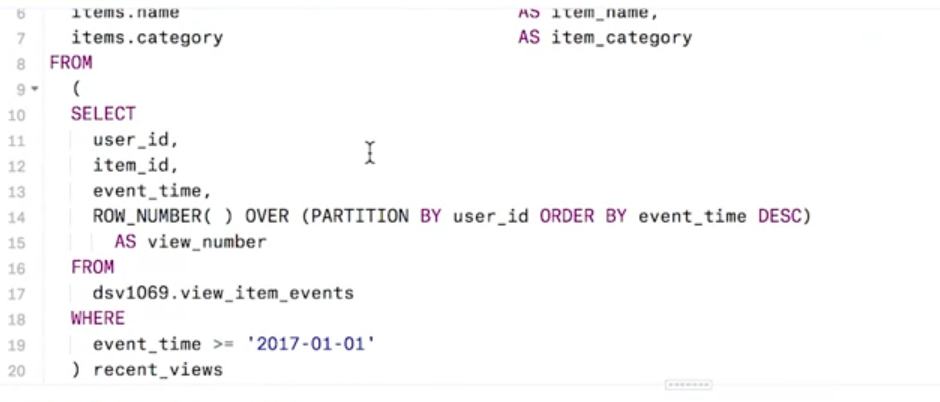 6 items.name AS item_name,
7 items.category AS item_category
8 FROM
9 (
10 SELECT
11 user_id,
12 item_id,
13 event_time,
14 ROW_NUMBER( ) OVER (PARTITION BY user_id ORDER BY event_time DESC)
15 AS view_number
16 FROM
17 dsv1069.view_item_events
18 WHERE
19 event_time >= '2017-01-01'
20 ) recent_views